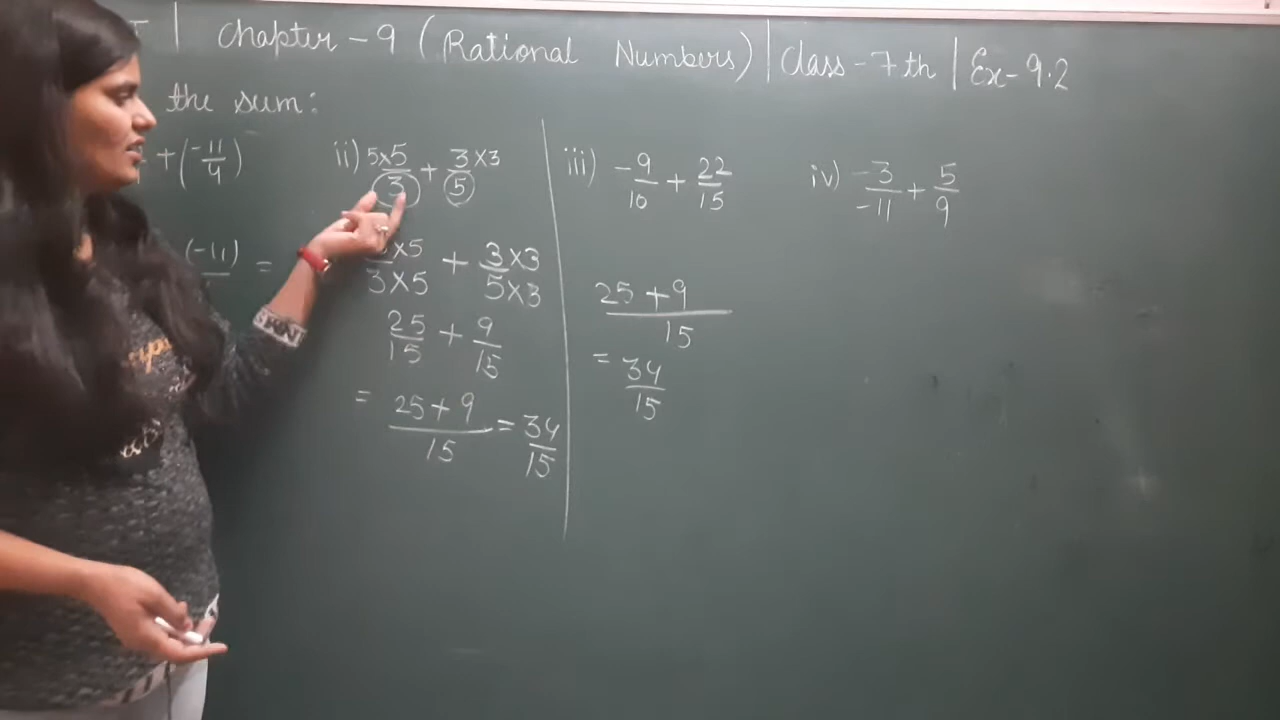 | Chapter - 9 (Rational Numbers) | Class - 7th | Ex - 9.2
the sum:
+ (-11/4)
(-11) =
ii) 5×5/3 + 3×3/5
×5/3×5 + 3×3/5×3
25/15 + 9/15
= 25+9/15 = 34/15
iii) -9/10 + 22/15
25+9/15
= 34/15
iv) -3/-11 + 5/9